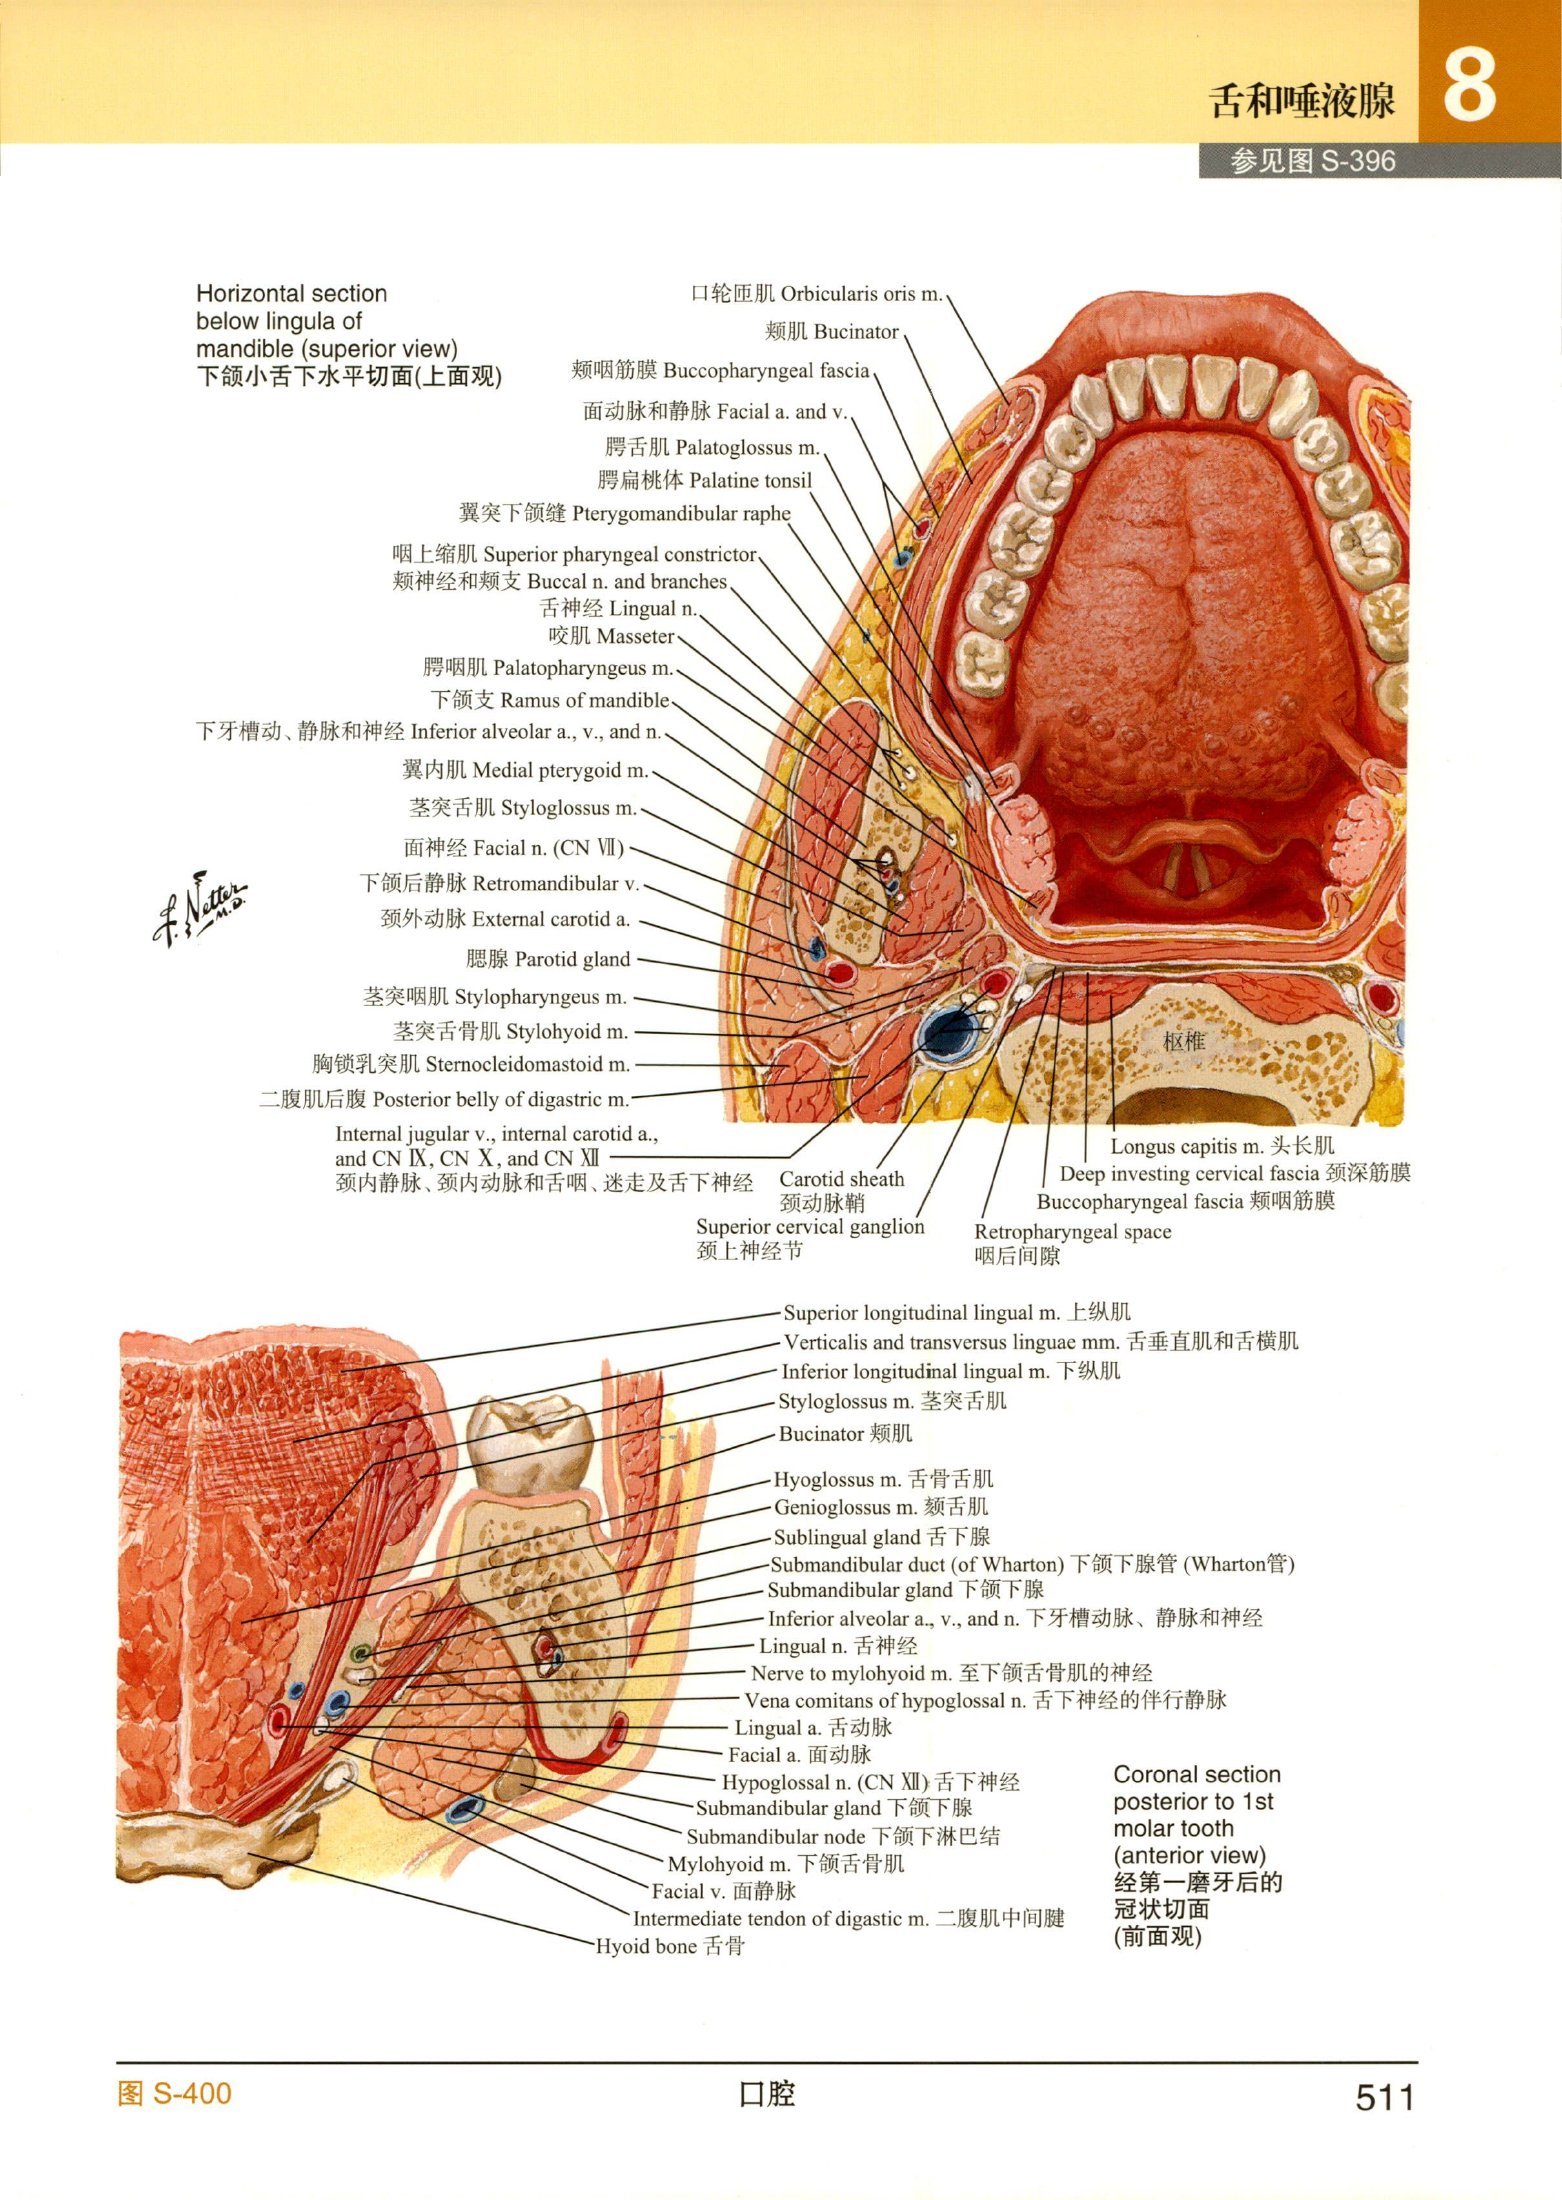 舌和唾液腺
8
参见图 S-396
Horizontal section
below lingula of
mandible (superior view)
下颌小舌下水平切面(上面观)
口轮匝肌 Orbicularis oris m.
颊肌 Bucinator
颊咽筋膜 Buccopharyngeal fascia
面动脉和静脉 Facial a. and v.
腭舌肌 Palatoglossus m.
腭扁桃体 Palatine tonsil
翼突下颌缝 Pterygomandibular raphe
咽上缩肌 Superior pharyngeal constrictor
颊神经和颊支 Buccal n. and branches
舌神经 Lingual n.
咬肌 Masseter
腭咽肌 Palatopharyngeus m.
下颌支 Ramus of mandible
下牙槽动、静脉和神经 Inferior alveolar a., v., and n.
翼内肌 Medial pterygoid m.
茎突舌肌 Styloglossus m.
面神经 Facial n. (CN Ⅶ)
下颌后静脉 Retromandibular v.
颈外动脉 External carotid a.
腮腺 Parotid gland
茎突咽肌 Stylopharyngeus m.
茎突舌骨肌 Stylohyoid m.
胸锁乳突肌 Sternocleidomastoid m.
二腹肌后腹 Posterior belly of digastric m.
Internal jugular v., internal carotid a.,
and CN Ⅸ, CN Ⅹ, and CN Ⅻ
颈内静脉、颈内动脉和舌咽、迷走及舌下神经
Carotid sheath
颈动脉鞘
Superior cervical ganglion
颈上神经节
枢椎
Longus capitis m. 头长肌
Deep investing cervical fascia 颈深筋膜
Buccopharyngeal fascia 颊咽筋膜
Retropharyngeal space
咽后间隙
F. Netter
M.D.
Superior longitudinal lingual m. 上纵肌
Verticalis and transversus linguae mm. 舌垂直肌和舌横肌
Inferior longitudinal lingual m. 下纵肌
Styloglossus m. 茎突舌肌
Bucinator 颊肌
Hyoglossus m. 舌骨舌肌
Genioglossus m. 颏舌肌
Sublingual gland 舌下腺
Submandibular duct (of Wharton) 下颌下腺管 (Wharton管)
Submandibular gland 下颌下腺
Inferior alveolar a., v., and n. 下牙槽动脉、静脉和神经
Lingual n. 舌神经
Nerve to mylohyoid m. 至下颌舌骨肌的神经
Vena comitans of hypoglossal n. 舌下神经的伴行静脉
Lingual a. 舌动脉
Facial a. 面动脉
Hypoglossal n. (CN Ⅻ) 舌下神经
Submandibular gland 下颌下腺
Submandibular node 下颌下淋巴结
Mylohyoid m. 下颌舌骨肌
Facial v. 面静脉
Intermediate tendon of digastic m. 二腹肌中间腱
Hyoid bone 舌骨
Coronal section
posterior to 1st
molar tooth
(anterior view)
经第一磨牙后的
冠状切面
(前面观)
图 S-400
口腔
511